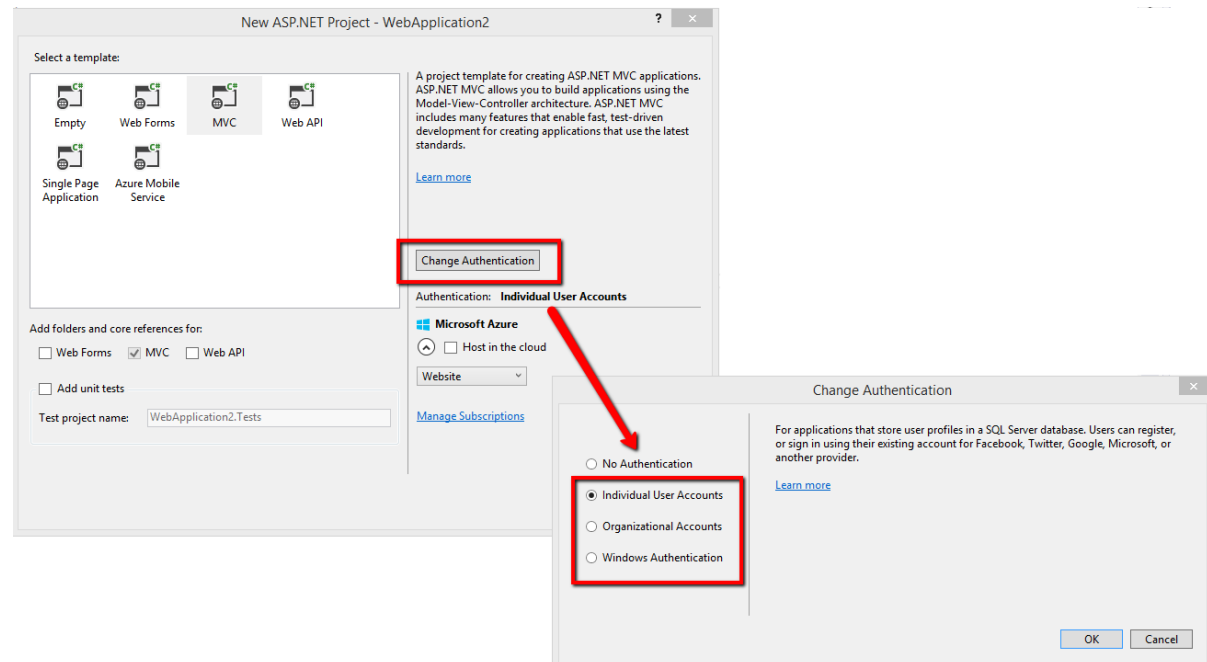 New ASP.NET Project - WebApplication2
?
×
Select a template:
C# C# C# C#
Empty Web Forms MVC Web API
C# C#
Single Page Azure Mobile
Application Service
A project template for creating ASP.NET MVC applications.
ASP.NET MVC allows you to build applications using the
Model-View-Controller architecture. ASP.NET MVC
includes many features that enable fast, test-driven
development for creating applications that use the latest
standards.
Learn more
Change Authentication
Authentication: Individual User Accounts
Microsoft Azure
Host in the cloud
Website
Manage Subscriptions
Add folders and core references for:
Web Forms MVC Web API
Add unit tests
Test project name: WebApplication2.Tests
Change Authentication
×
No Authentication
Individual User Accounts
Organizational Accounts
Windows Authentication
For applications that store user profiles in a SQL Server database. Users can register,
or sign in using their existing account for Facebook, Twitter, Google, Microsoft, or
another provider.
Learn more
OK Cancel